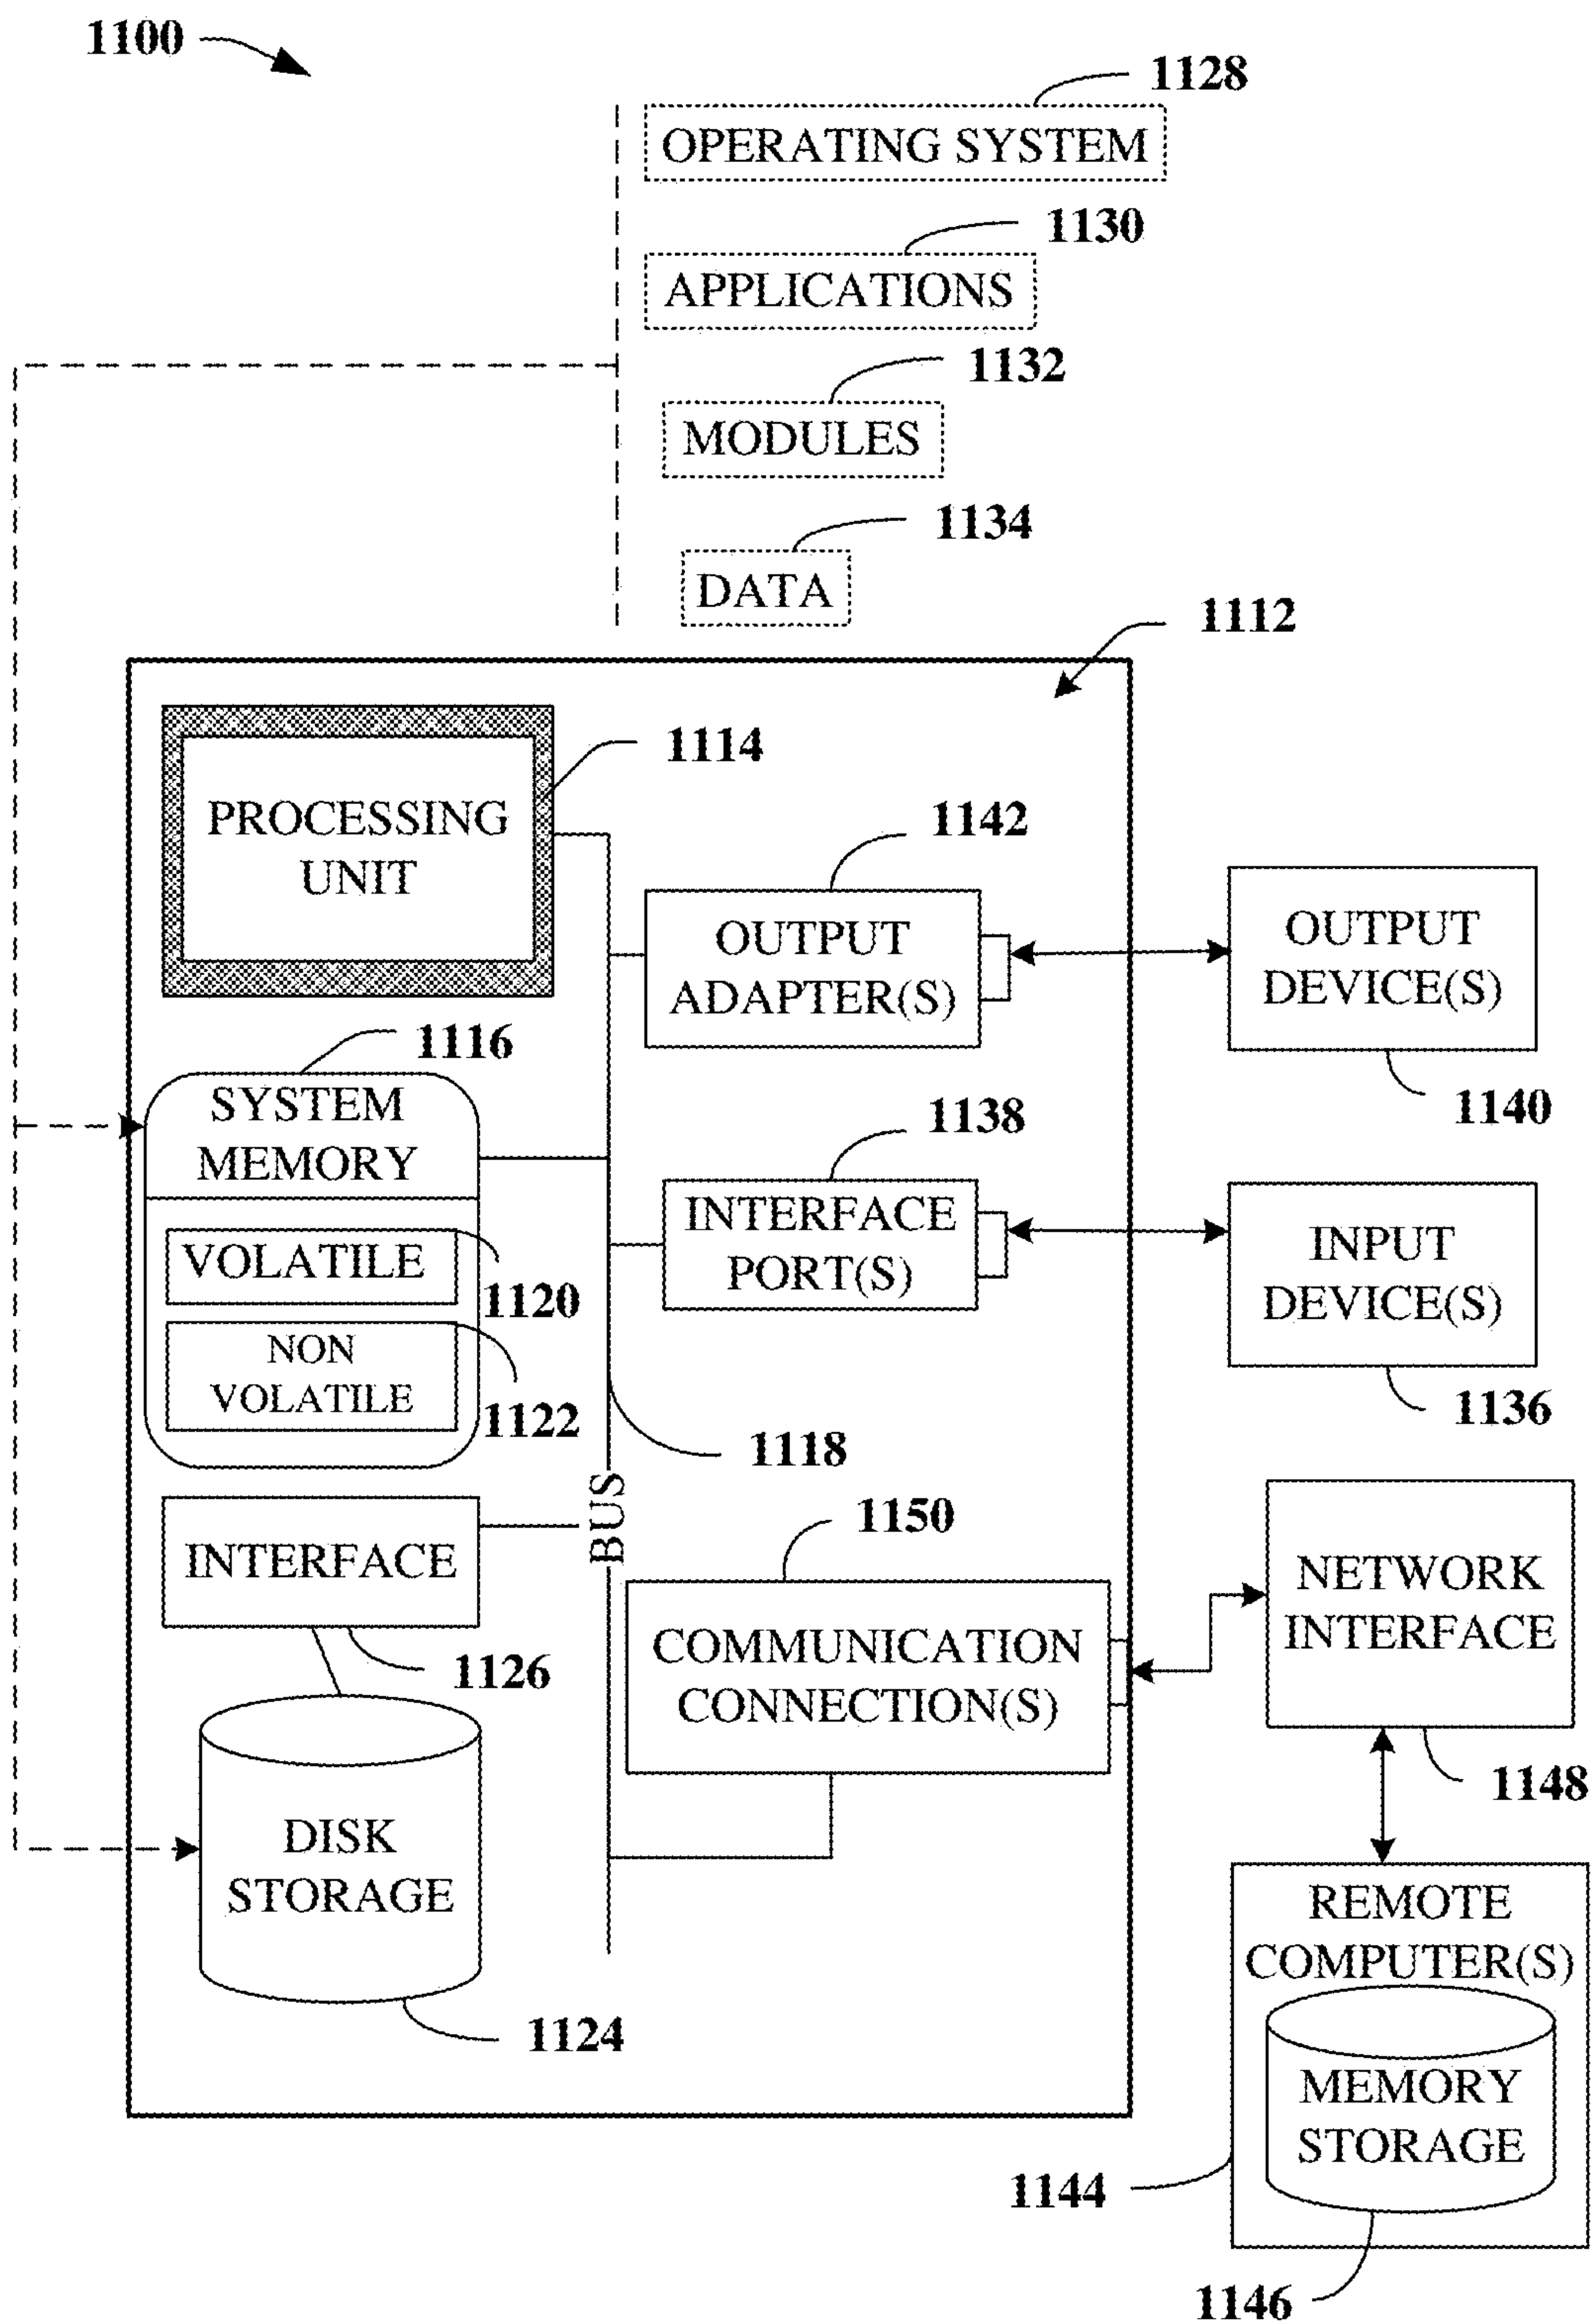 1100
1128
OPERATING SYSTEM
1130
APPLICATIONS
1132
MODULES
1134
DATA
1112
1114
PROCESSING
UNIT
1142
OUTPUT
ADAPTER(S)
OUTPUT
DEVICE(S)
1140
1116
SYSTEM
MEMORY
VOLATILE
1120
NON
VOLATILE
1122
1138
INTERFACE
PORT(S)
INPUT
DEVICE(S)
1136
1118
BUS
INTERFACE
1126
1150
COMMUNICATION
CONNECTION(S)
NETWORK
INTERFACE
1148
DISK
STORAGE
1124
REMOTE
COMPUTER(S)
MEMORY
STORAGE
1144
1146